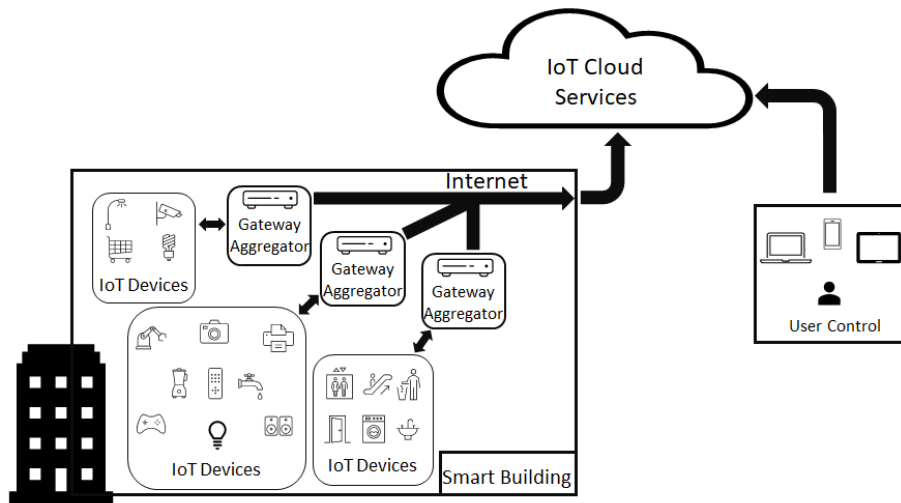 IoT Cloud
Services
Internet
Gateway
Aggregator
IoT Devices
Gateway
Aggregator
Gateway
Aggregator
User Control
IoT Devices
IoT Devices
Smart Building